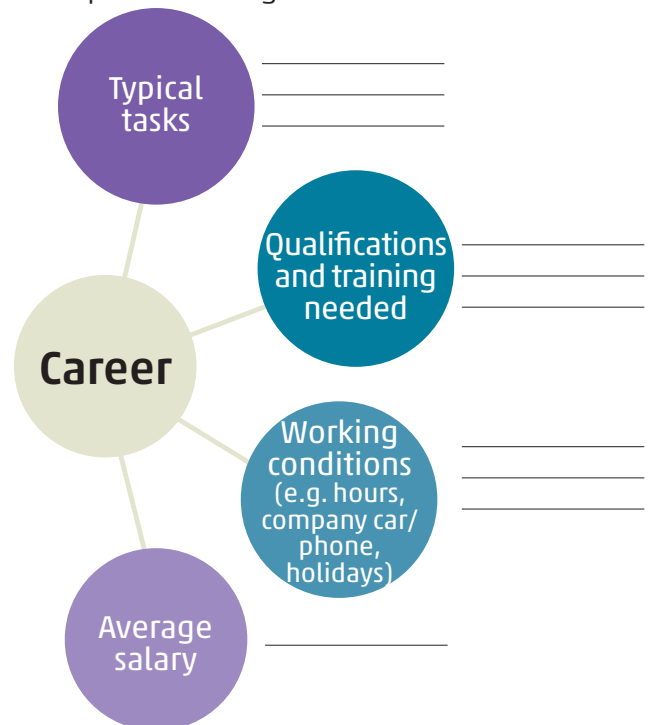 Typical
tasks
Qualifications
and training
needed
Career
Working
conditions
(e.g. hours,
company car/
phone,
holidays)
Average
salary